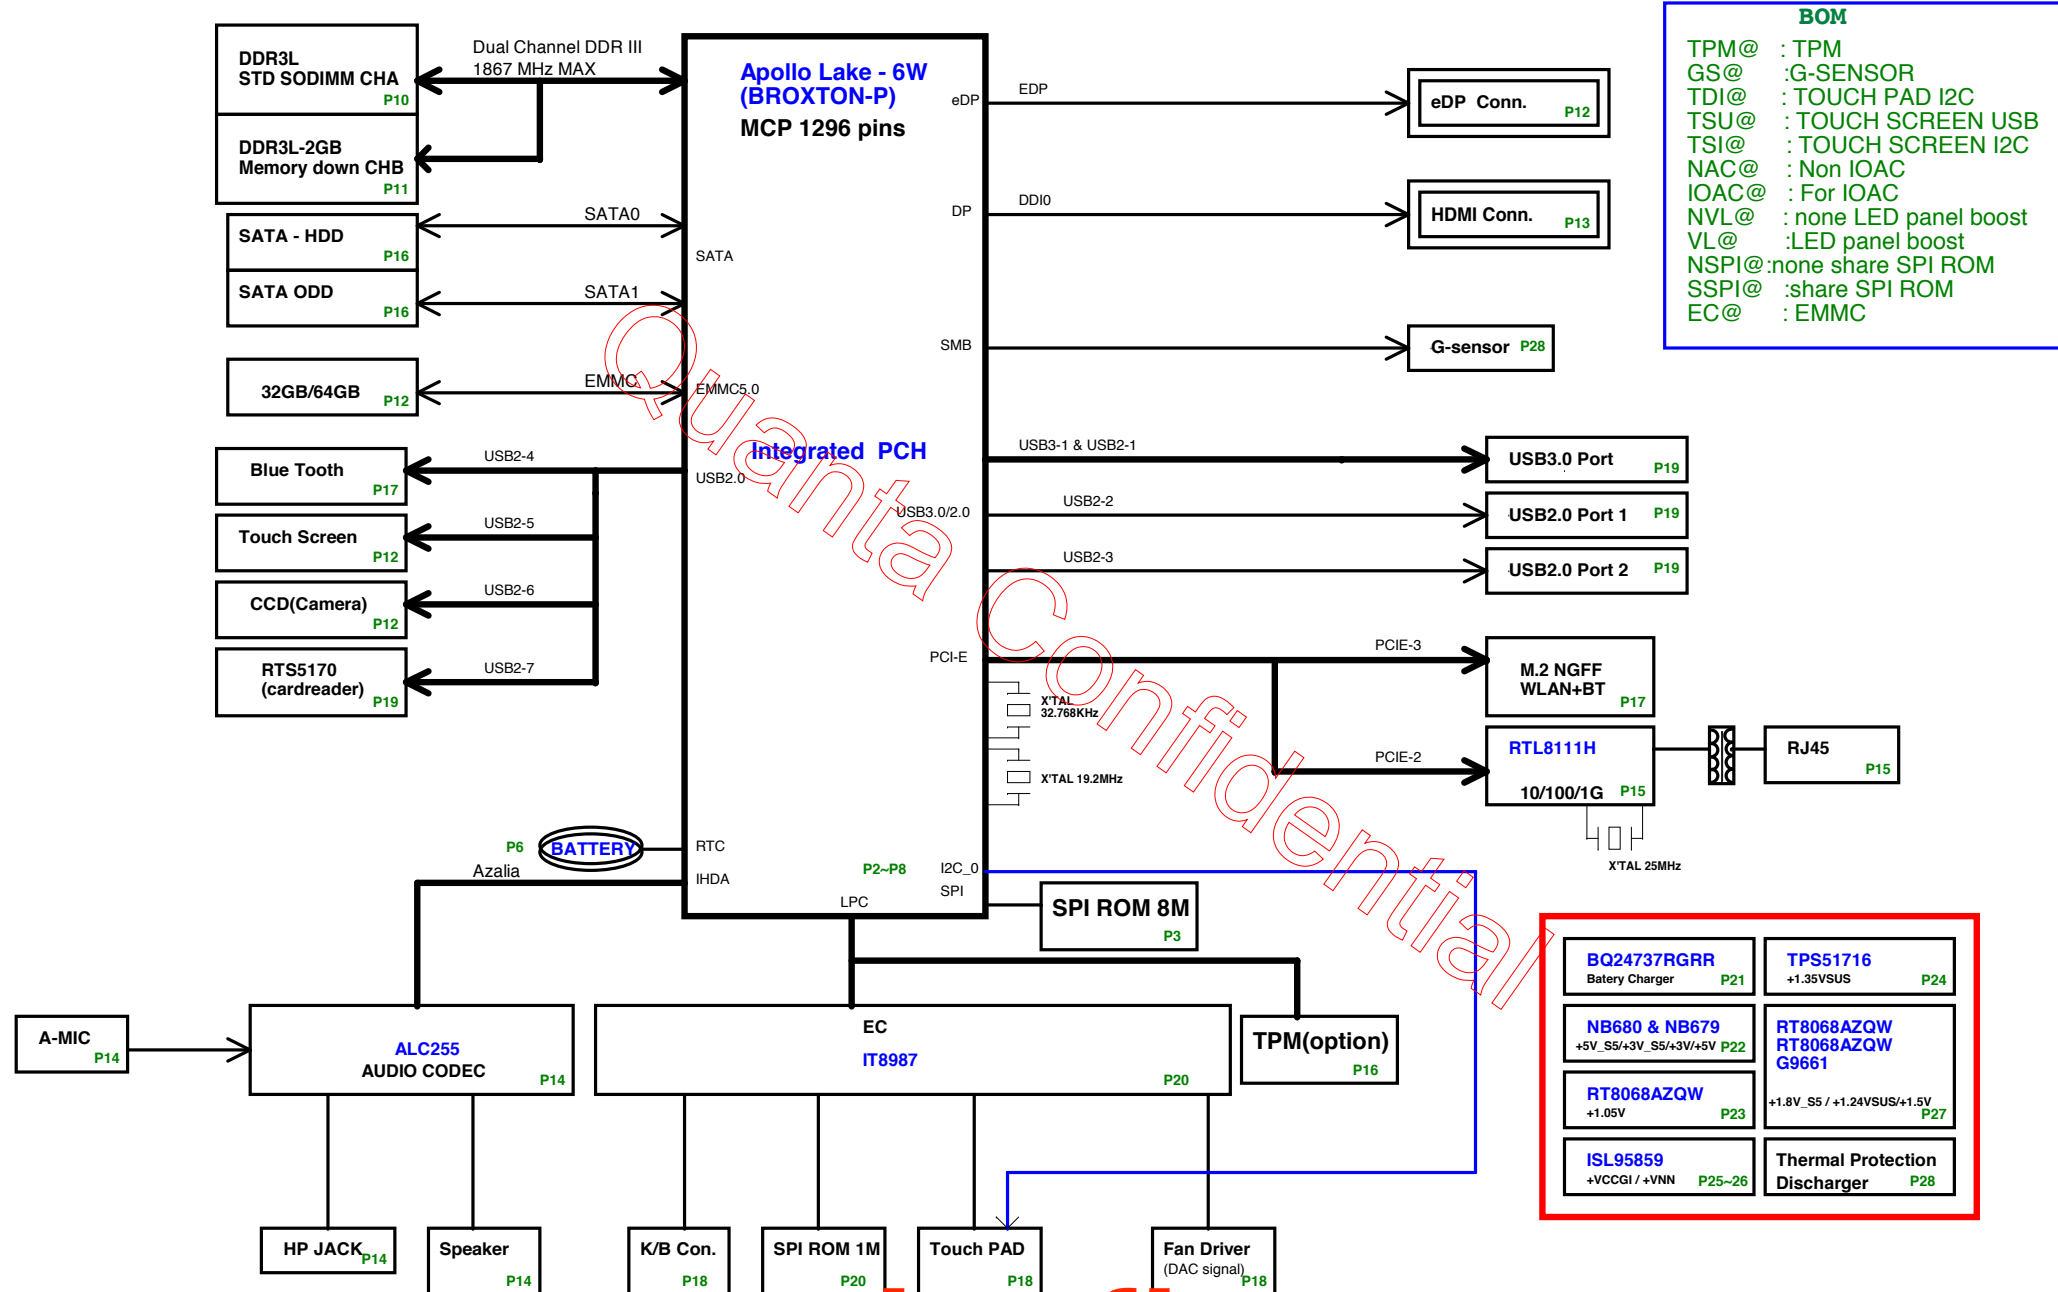 DDR3L
STD SODIMM CHA
P10
DDR3L-2GB
Memory down CHB
P11
Dual Channel DDR III
1867 MHz MAX
SATA - HDD
P16
SATA0
SATA ODD
P16
SATA1
32GB/64GB
P12
EMMC
Blue Tooth
P17
USB2-4
Touch Screen
P12
USB2-5
CCD(Camera)
P12
USB2-6
RTS5170
(cardreader)
P19
USB2-7
P6
BATTERY
Azalia
Apollo Lake - 6W
(BROXTON-P)
MCP 1296 pins
eDP
DP
SATA
SMB
EMMC5.0
Integrated PCH
USB2.0
USB3.0/2.0
PCI-E
RTC
IHDA
P2~P8
I2C_0
SPI
LPC
EDP
eDP Conn.
P12
DDI0
HDMI Conn.
P13
G-sensor P28
USB3-1 & USB2-1
USB3.0 Port
P19
USB2-2
USB2.0 Port 1
P19
USB2-3
USB2.0 Port 2
P19
PCIE-3
M.2 NGFF
WLAN+BT
P17
X'TAL
32.768KHz
X'TAL 19.2MHz
PCIE-2
RTL8111H
10/100/1G P15
RJ45
P15
X'TAL 25MHz
SPI ROM 8M
P3
A-MIC
P14
ALC255
AUDIO CODEC
P14
EC
IT8987
P20
TPM(option)
P16
HP JACK
P14
Speaker
P14
K/B Con.
P18
SPI ROM 1M
P20
Touch PAD
P18
Fan Driver
(DAC signal)
P18
BOM
TPM@ : TPM
GS@ :G-SENSOR
TDI@ : TOUCH PAD I2C
TSU@ : TOUCH SCREEN USB
TSI@ : TOUCH SCREEN I2C
NAC@ : Non IOAC
IOAC@ : For IOAC
NVL@ : none LED panel boost
VL@ :LED panel boost
NSPI@:none share SPI ROM
SSPI@ :share SPI ROM
EC@ : EMMC
BQ24737RGRR
Batery Charger P21
TPS51716
+1.35VSUS P24
NB680 & NB679
+5V_S5/+3V_S5/+3V/+5V P22
RT8068AZQW
RT8068AZQW
G9661
+1.8V_S5 / +1.24VSUS/+1.5V
P27
RT8068AZQW
+1.05V P23
ISL95859
+VCCGI / +VNN P25~26
Thermal Protection
Discharger P28
Quanta Confidential